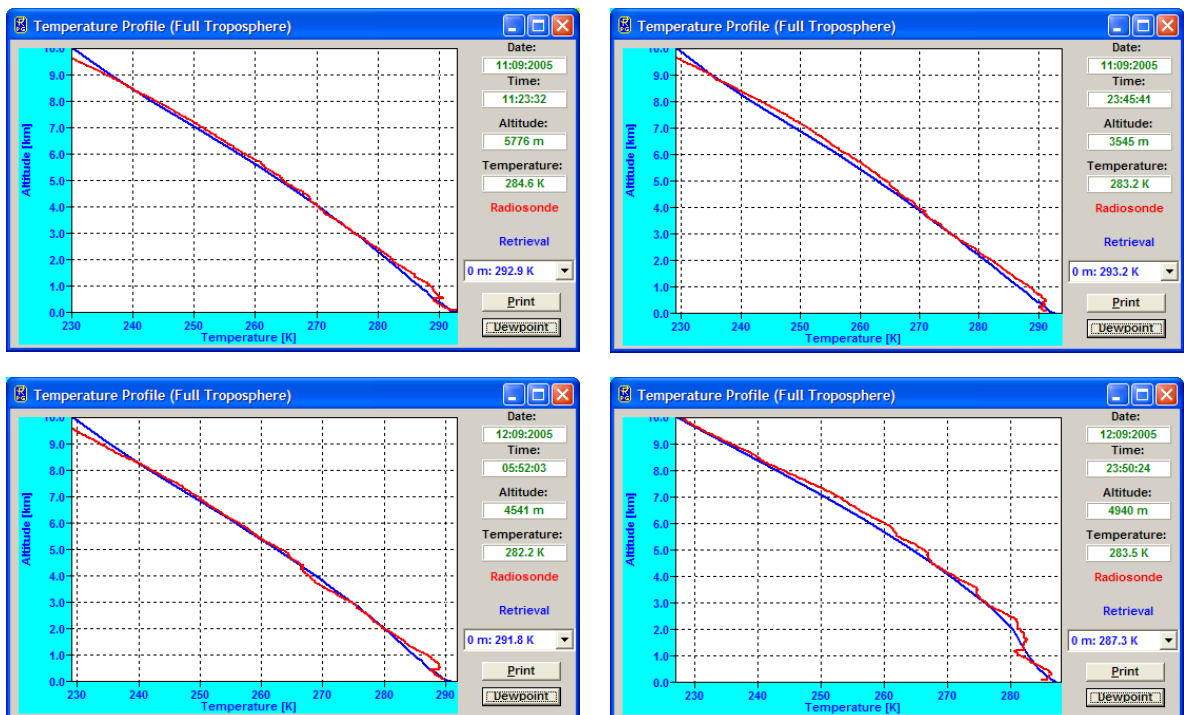 Temperature Profile (Full Troposphere)
Date:
11:09:2005
Time:
11:23:32
Altitude:
5776 m
Temperature:
284.6 K
Radiosonde
Retrieval
0 m: 292.9 K
Print
Dewpoint
Altitude [km]
10.0
9.0
8.0
7.0
6.0
5.0
4.0
3.0
2.0
1.0
0.0
230 240 250 260 270 280 290
Temperature [K]
Temperature Profile (Full Troposphere)
Date:
11:09:2005
Time:
23:45:41
Altitude:
3545 m
Temperature:
283.2 K
Radiosonde
Retrieval
0 m: 293.2 K
Print
Dewpoint
Altitude [km]
10.0
9.0
8.0
7.0
6.0
5.0
4.0
3.0
2.0
1.0
0.0
230 240 250 260 270 280 290
Temperature [K]
Temperature Profile (Full Troposphere)
Date:
12:09:2005
Time:
05:52:03
Altitude:
4541 m
Temperature:
282.2 K
Radiosonde
Retrieval
0 m: 291.8 K
Print
Dewpoint
Altitude [km]
10.0
9.0
8.0
7.0
6.0
5.0
4.0
3.0
2.0
1.0
0.0
230 240 250 260 270 280 290
Temperature [K]
Temperature Profile (Full Troposphere)
Date:
12:09:2005
Time:
23:50:24
Altitude:
4940 m
Temperature:
283.5 K
Radiosonde
Retrieval
0 m: 287.3 K
Print
Dewpoint
Altitude [km]
10.0
9.0
8.0
7.0
6.0
5.0
4.0
3.0
2.0
1.0
0.0
230 240 250 260 270 280
Temperature [K]